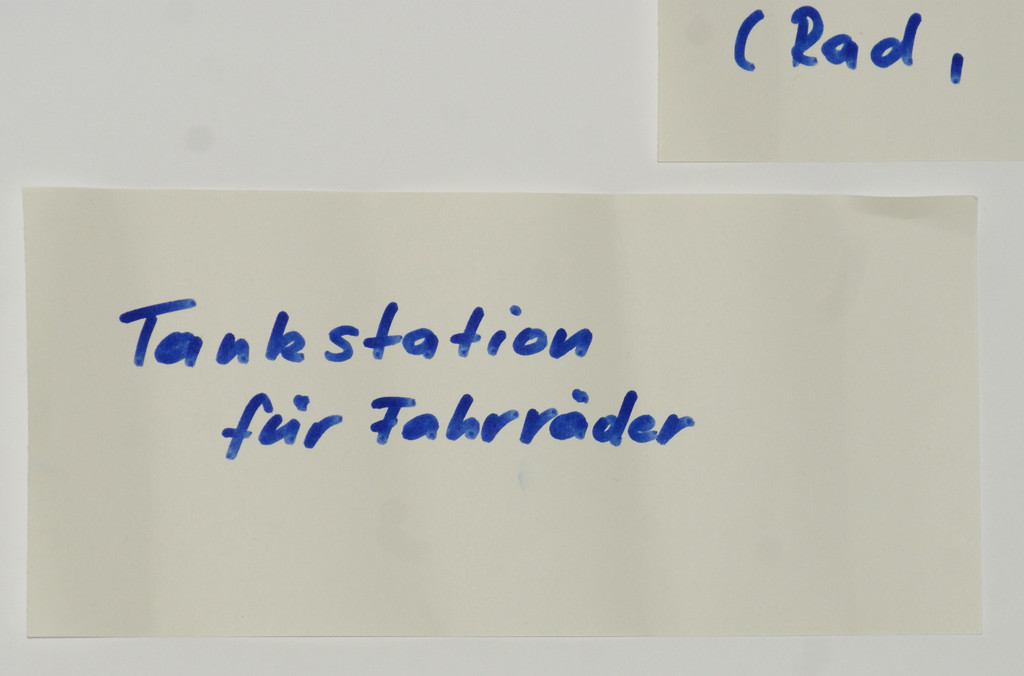 (Rad,
Tankstation
für Fahrräder